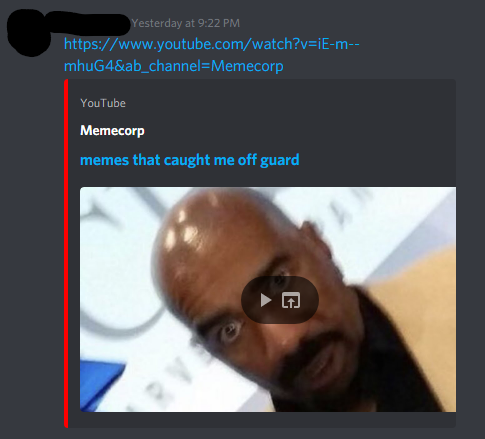 Yesterday at 9:22 PM
https://www.youtube.com/watch?v=iE-m--
mhuG4&ab_channel=Memecorp
YouTube
Memecorp
memes that caught me off guard